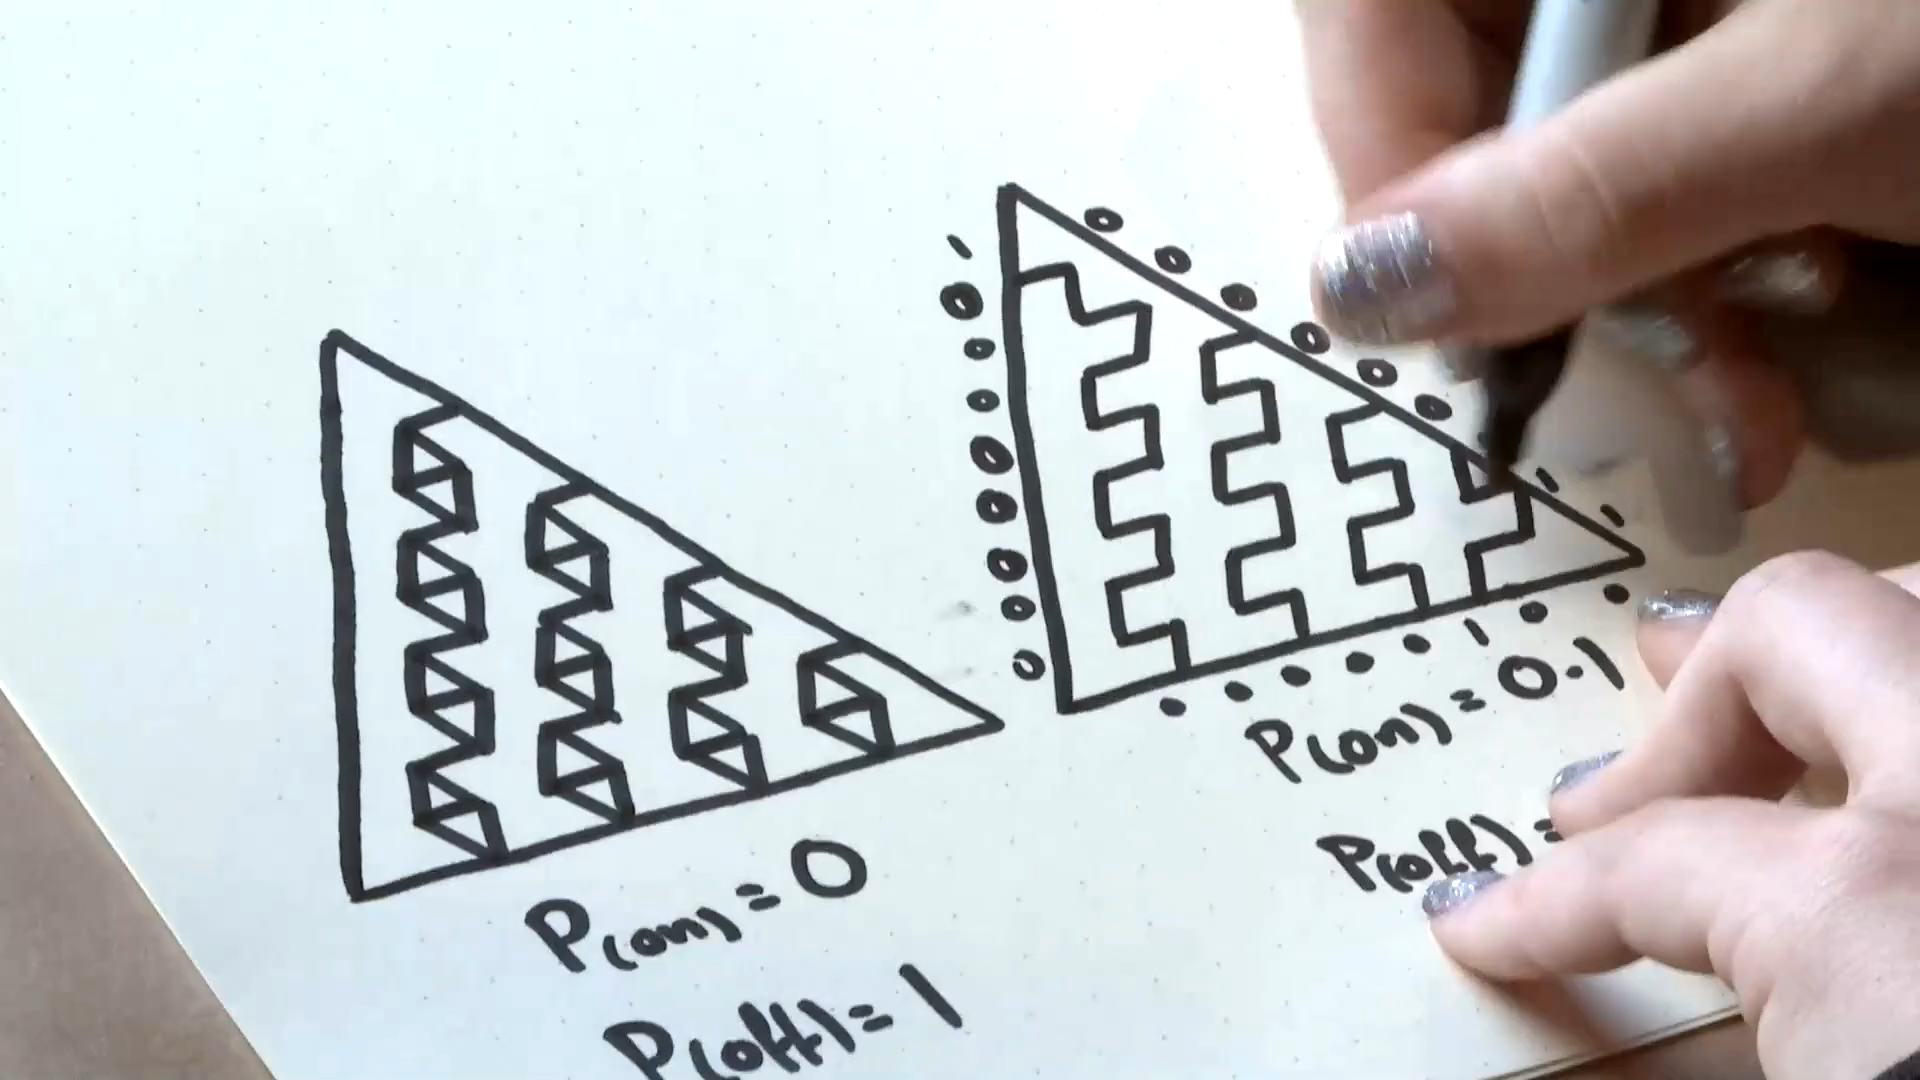 P(on) = 0
P(off) = 1
P(on) = 0.1
P(off) =